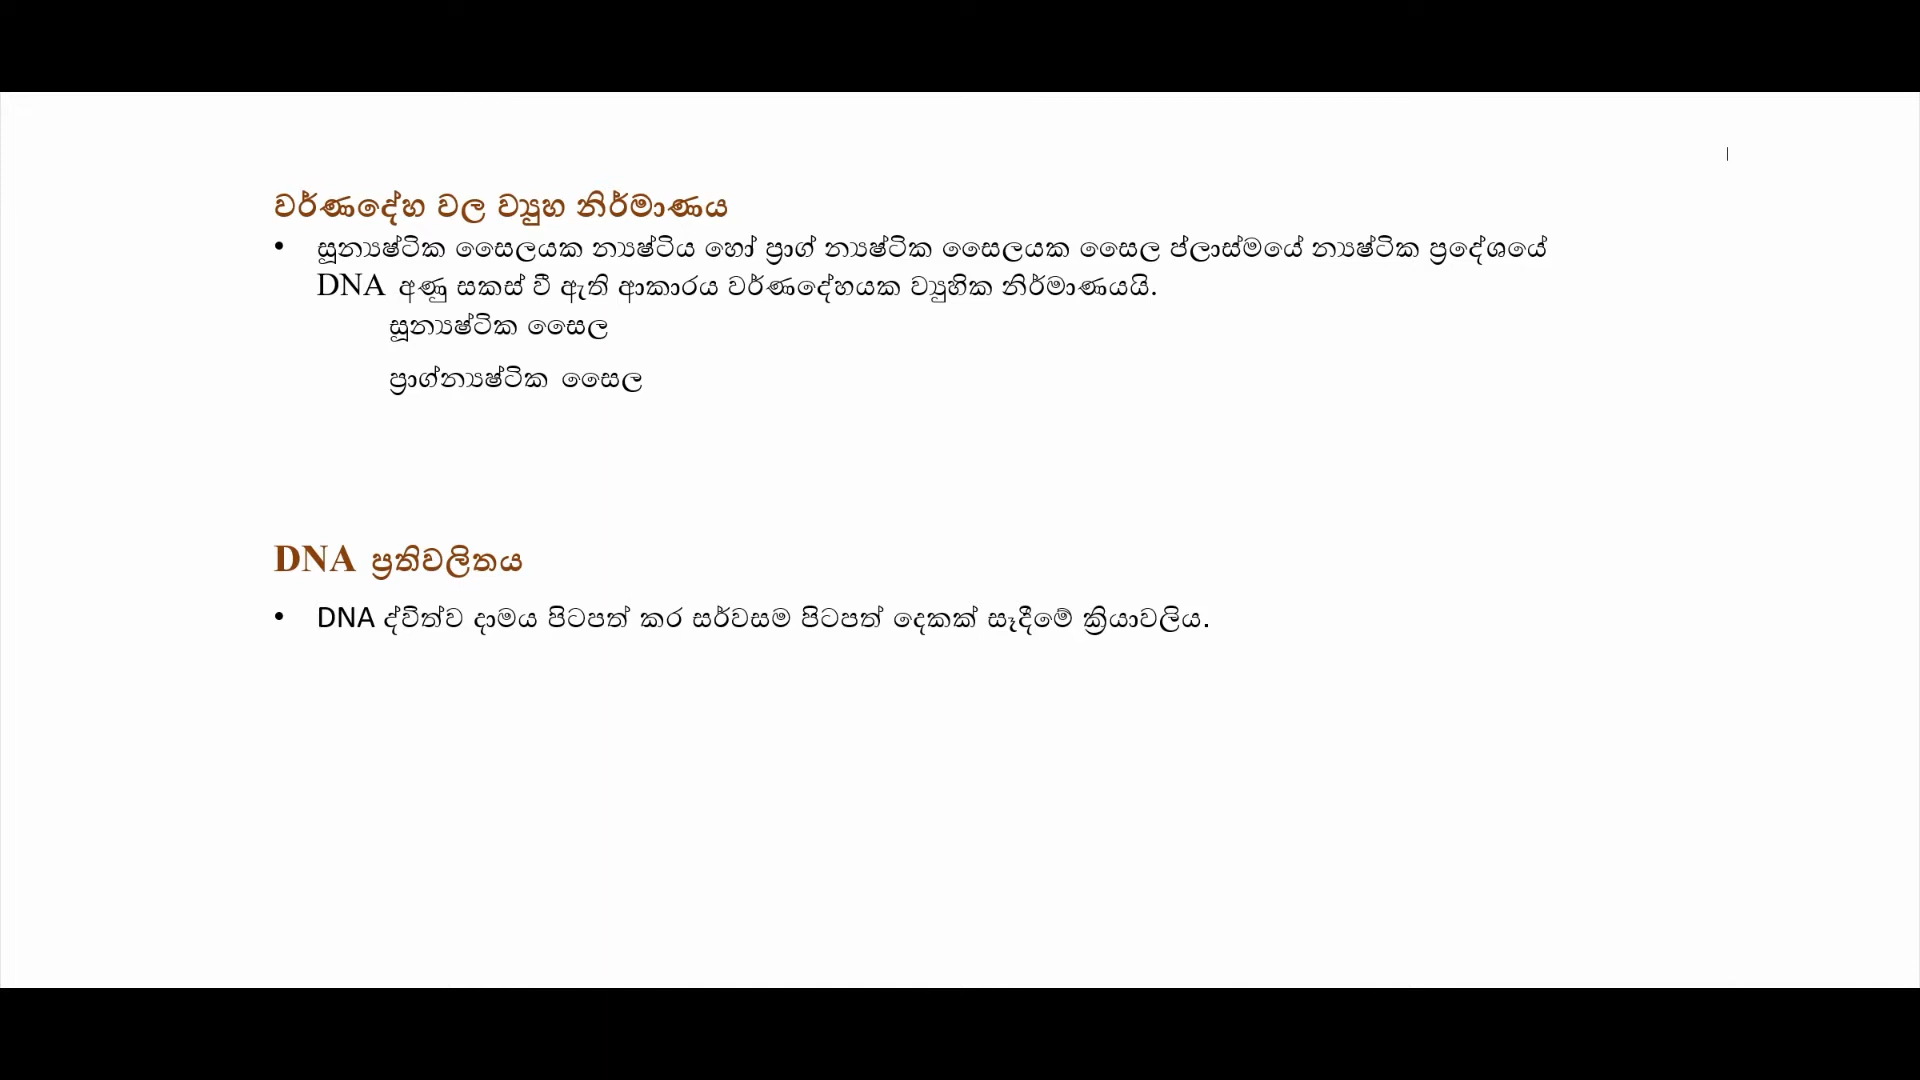 වර්ණදේහ වල ව්‍යුහ නිර්මාණය
• සූන්‍යෂ්ටික සෛලයක න්‍යෂ්ටිය හෝ ප්‍රාග් න්‍යෂ්ටික සෛලයක සෛල ප්ලාස්මයේ න්‍යෂ්ටික ප්‍රදේශයේ
DNA අණු සකස් වී ඇති ආකාරය වර්ණදේහයක ව්‍යුහික නිර්මාණයයි.
සූන්‍යෂ්ටික සෛල
ප්‍රාග්න්‍යෂ්ටික සෛල
DNA ප්‍රතිවලිතය
• DNA ද්විත්ව දාමය පිටපත් කර සර්වසම පිටපත් දෙකක් සෑදීමේ ක්‍රියාවලිය.